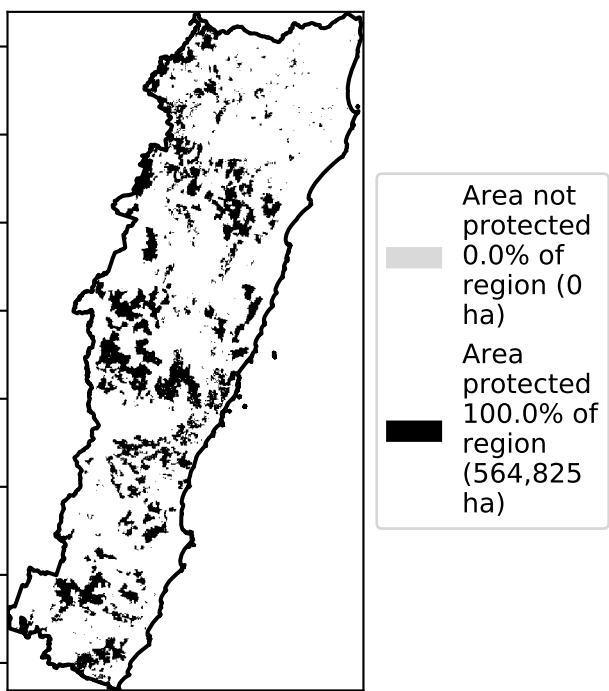 Area not
protected
0.0% of
region (0
ha)
Area
protected
100.0% of
region
(564,825
ha)